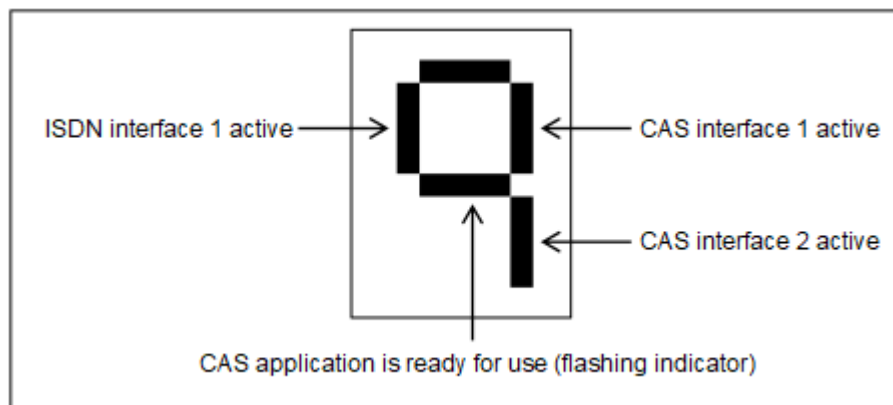 ISDN interface 1 active
CAS interface 1 active
CAS interface 2 active
CAS application is ready for use (flashing indicator)